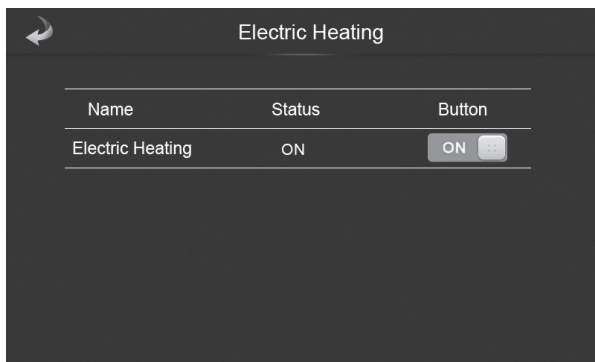 Electric Heating
Name Status Button
Electric Heating ON ON